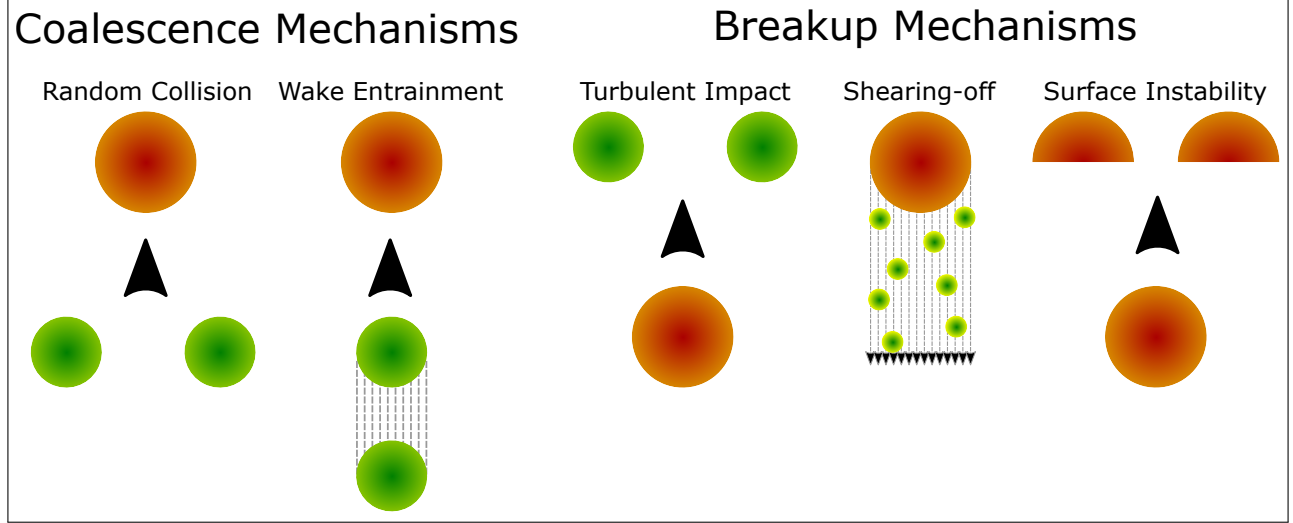 Coalescence Mechanisms
Breakup Mechanisms
Random Collision
Wake Entrainment
Turbulent Impact
Shearing-off
Surface Instability